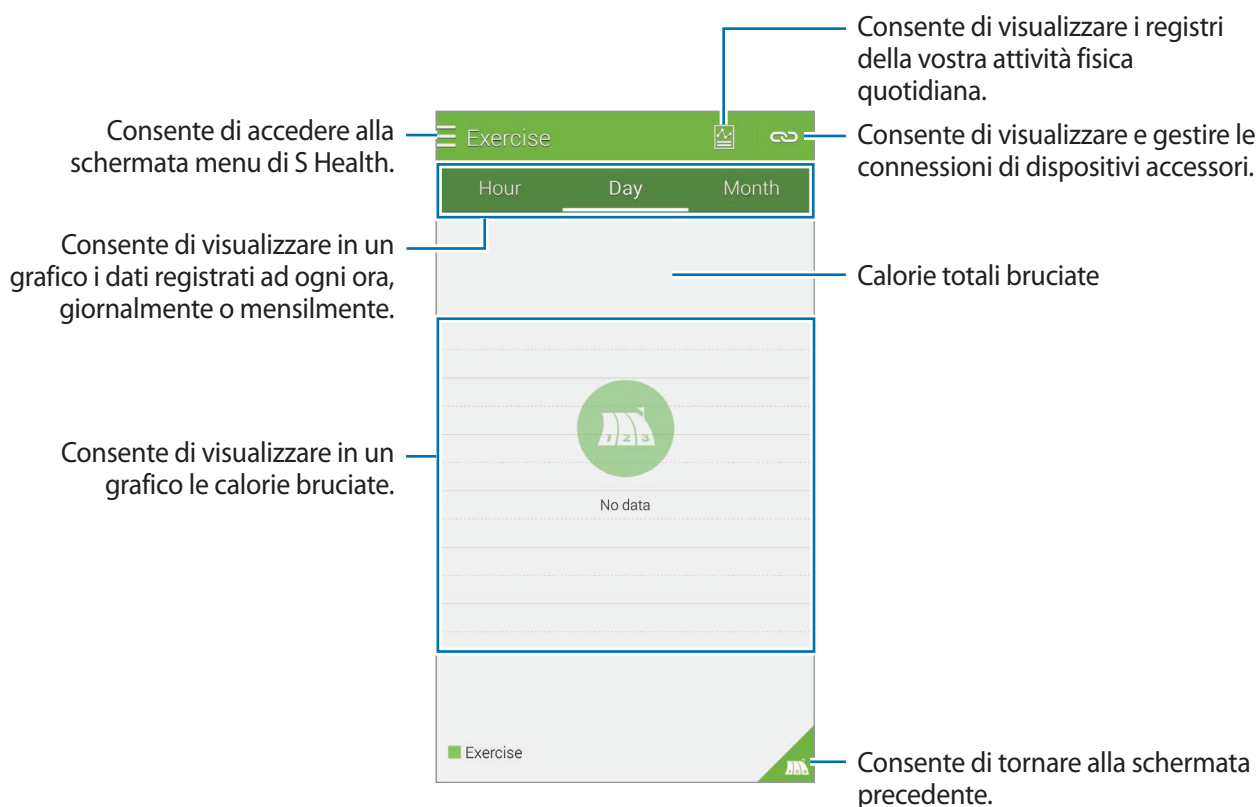 Consente di visualizzare i registri
della vostra attività fisica
quotidiana.
Consente di accedere alla
schermata menu di S Health.
Exercise
Consente di visualizzare e gestire le
connessioni di dispositivi accessori.
Hour Day Month
Consente di visualizzare in un
grafico i dati registrati ad ogni ora,
giornalmente o mensilmente.
Calorie totali bruciate
1 2 3
Consente di visualizzare in un
grafico le calorie bruciate.
No data
Exercise
Consente di tornare alla schermata
precedente.